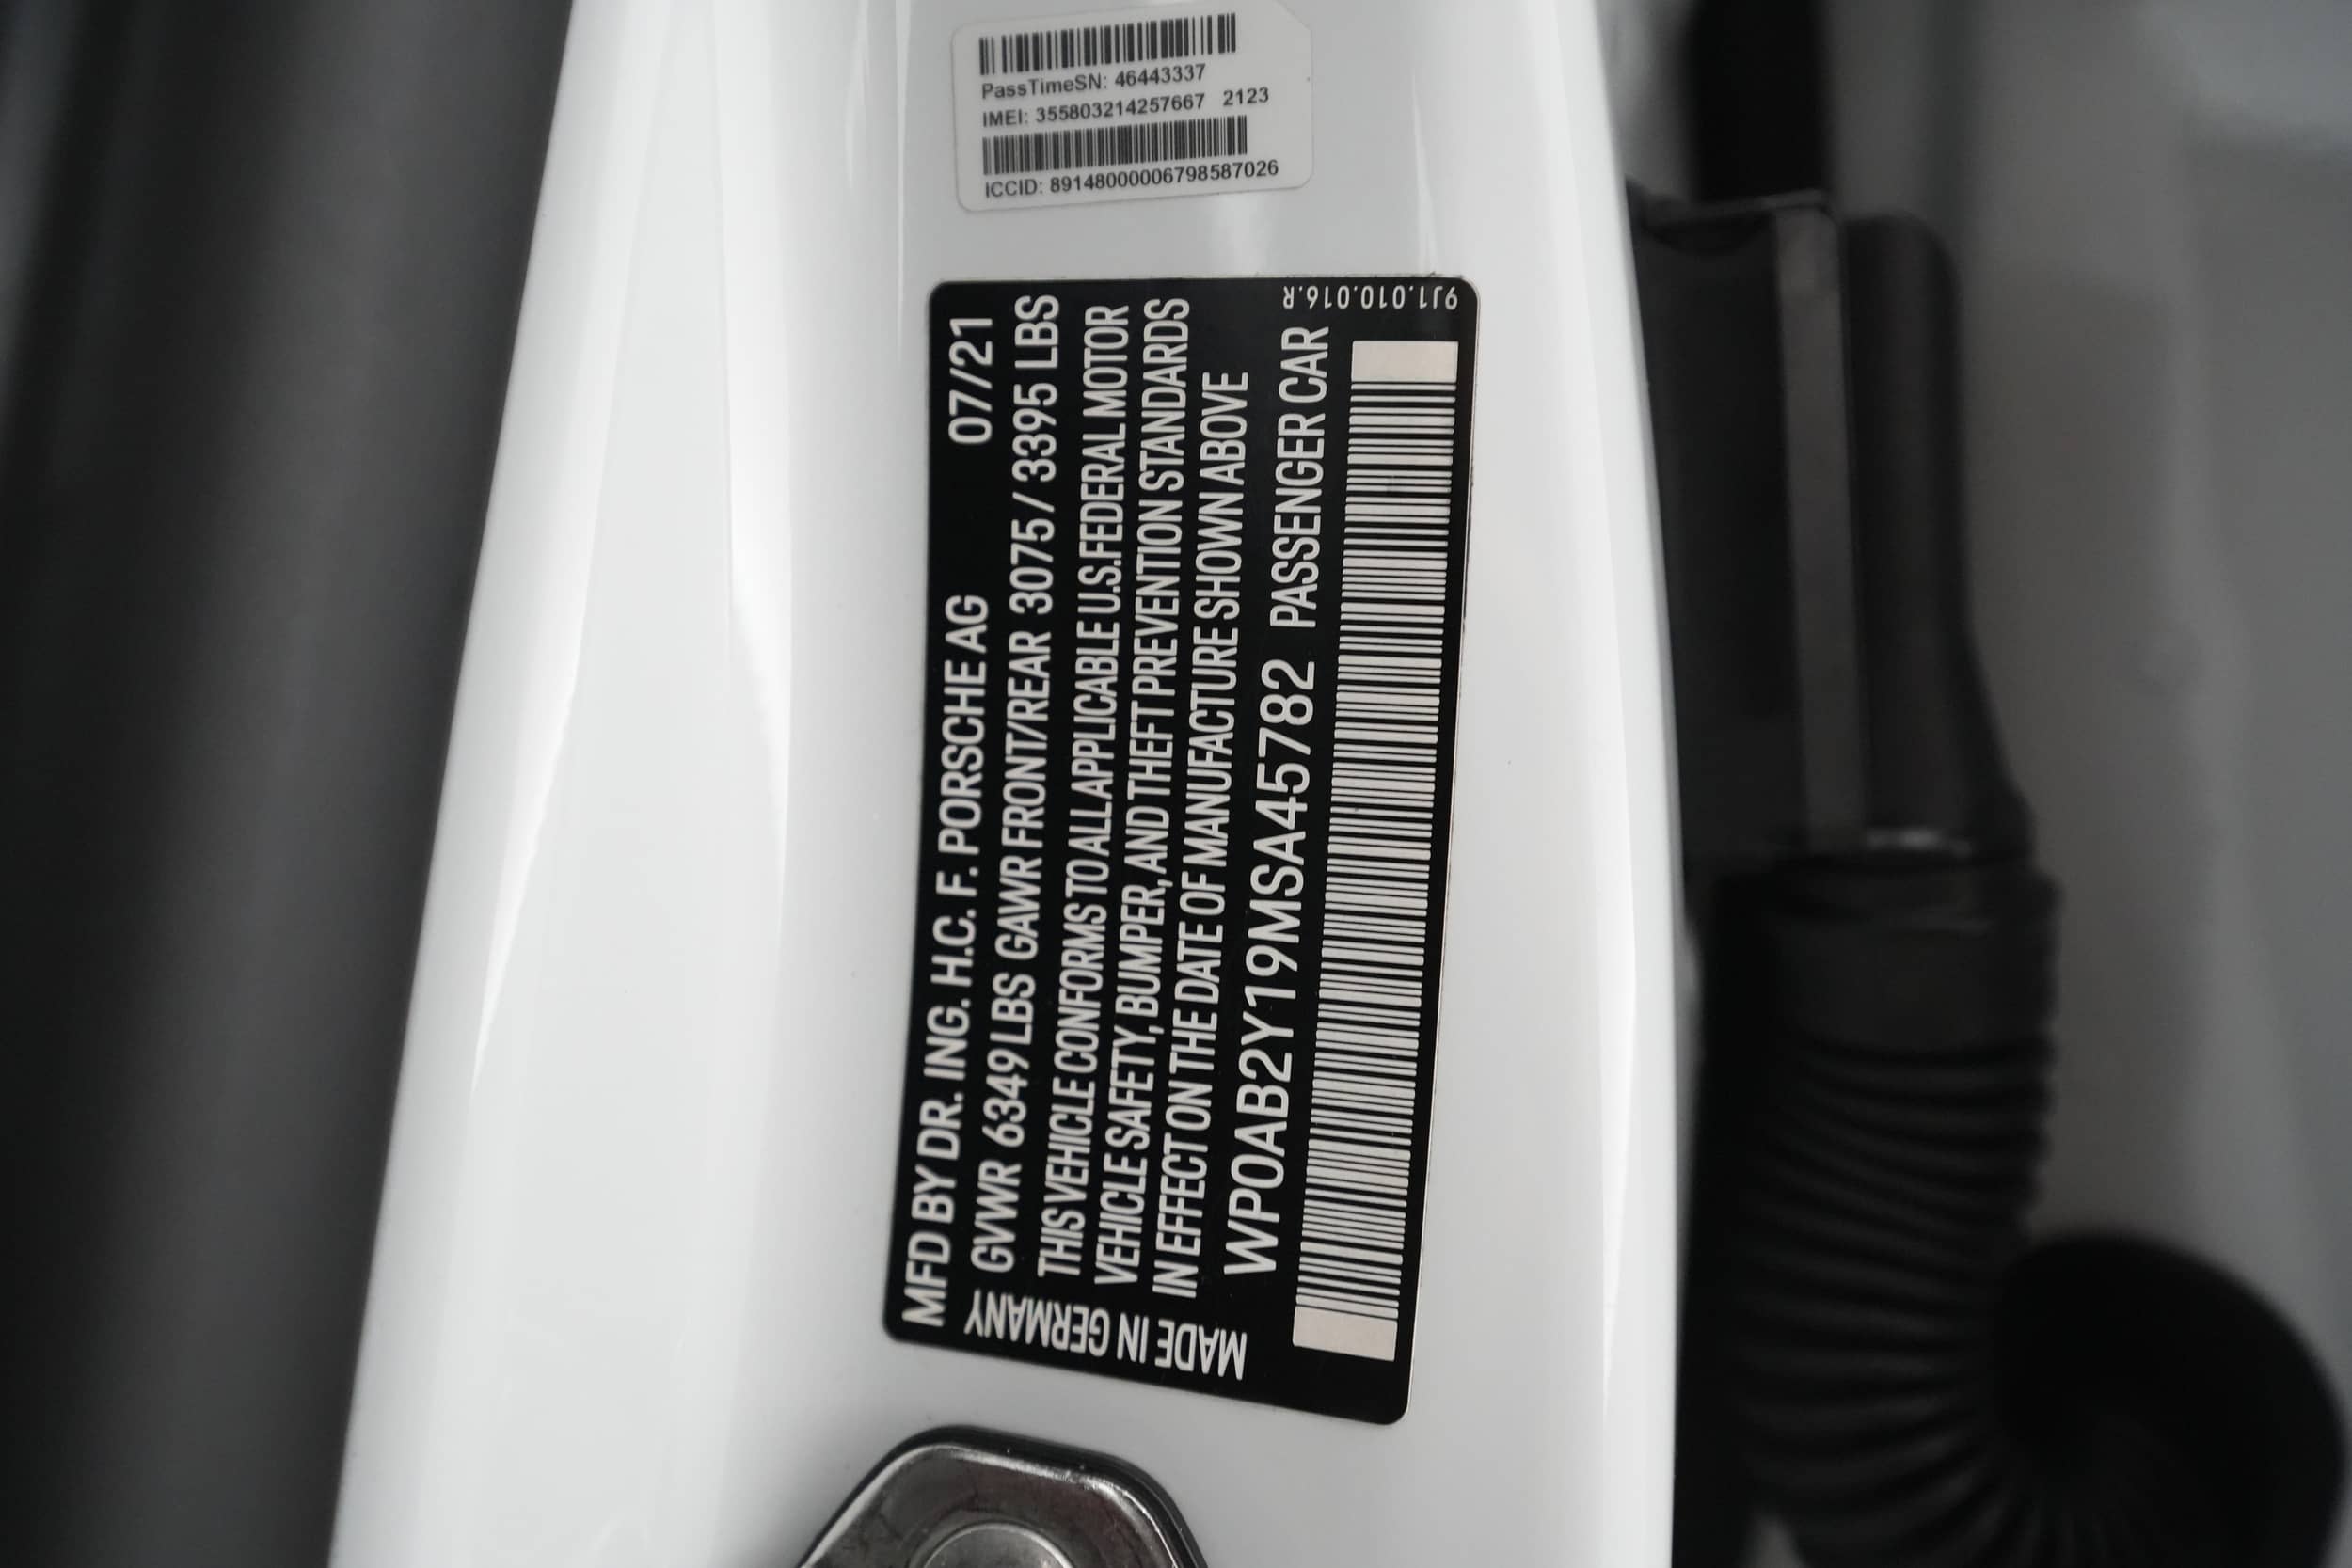 PassTimeSN: 46443337
IMEI: 355803214257667 2123
ICCID: 89148000006798587026
MFD BY DR. ING. H.C. F. PORSCHE AG 07/21
GVWR 6349 LBS GAWR FRONT/REAR 3075 / 3395 LBS
THIS VEHICLE CONFORMS TO ALL APPLICABLE U.S. FEDERAL MOTOR
VEHICLE SAFETY, BUMPER, AND THEFT PREVENTION STANDARDS
IN EFFECT ON THE DATE OF MANUFACTURE SHOWN ABOVE
WP0AB2Y19MSA45782 PASSENGER CAR
MADE IN GERMANY
9J1.010.016.R